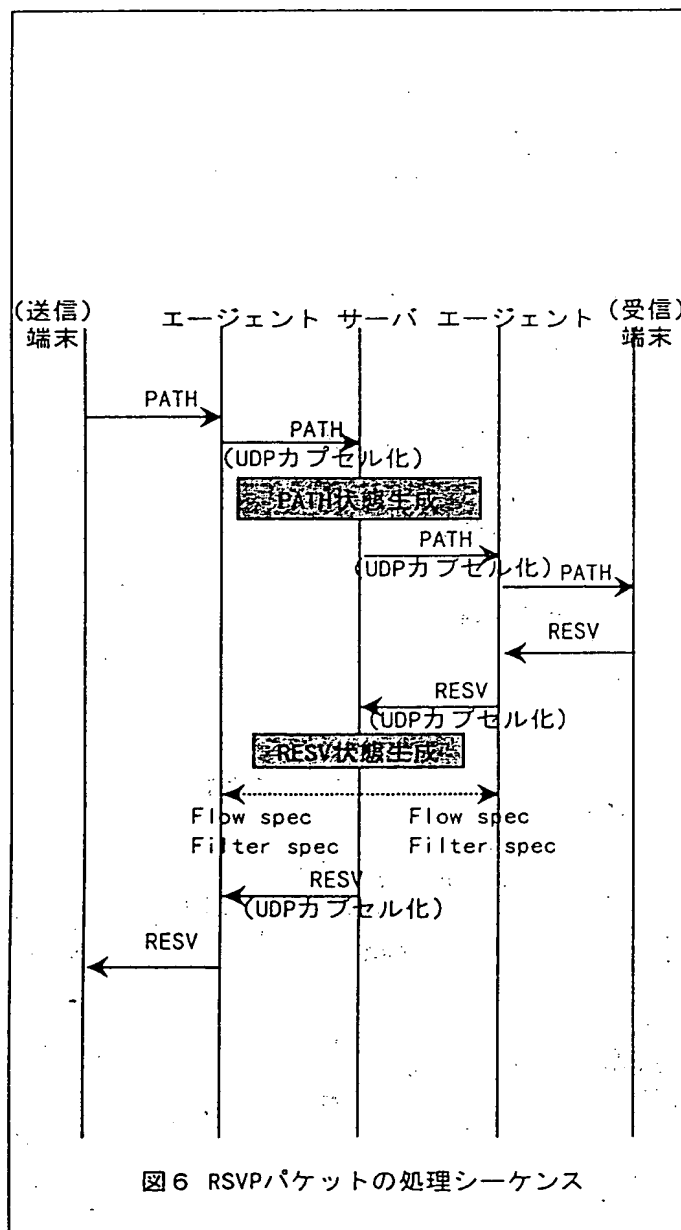 (送信)
端末
エージェント サーバ エージェント
(受信)
端末
PATH
PATH
(UDPカプセル化)
PATH状態生成
PATH
(UDPカプセル化)
PATH
RESV
RESV
(UDPカプセル化)
RESV状態生成
Flow spec Flow spec
Filter spec Filter spec
RESV
(UDPカプセル化)
RESV
図6 RSVPパケットの処理シーケンス